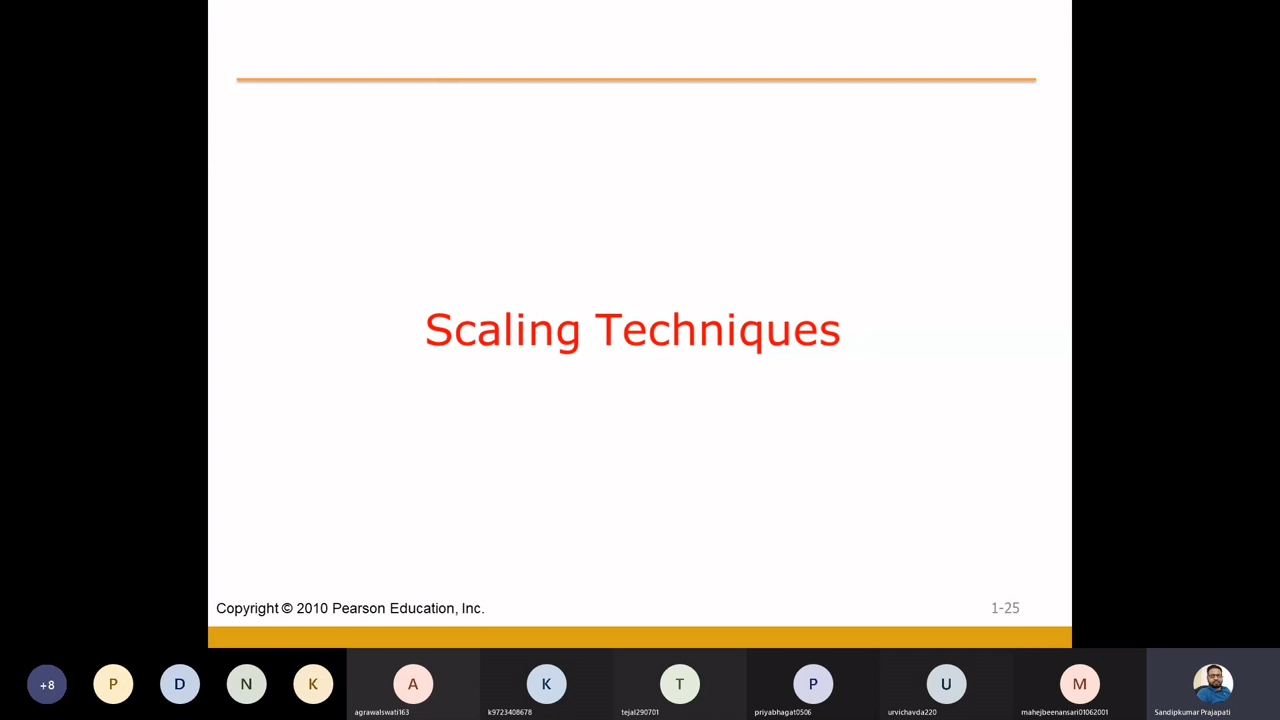 Scaling Techniques
Copyright © 2010 Pearson Education, Inc.
1-25
+8
P
D
N
K
A
K
T
P
U
M
agrawalswati163
k9723408678
tejal290701
priyabhagat0506
urvichavda220
mahejbeenansari01062001
Sandipkumar Prajapati